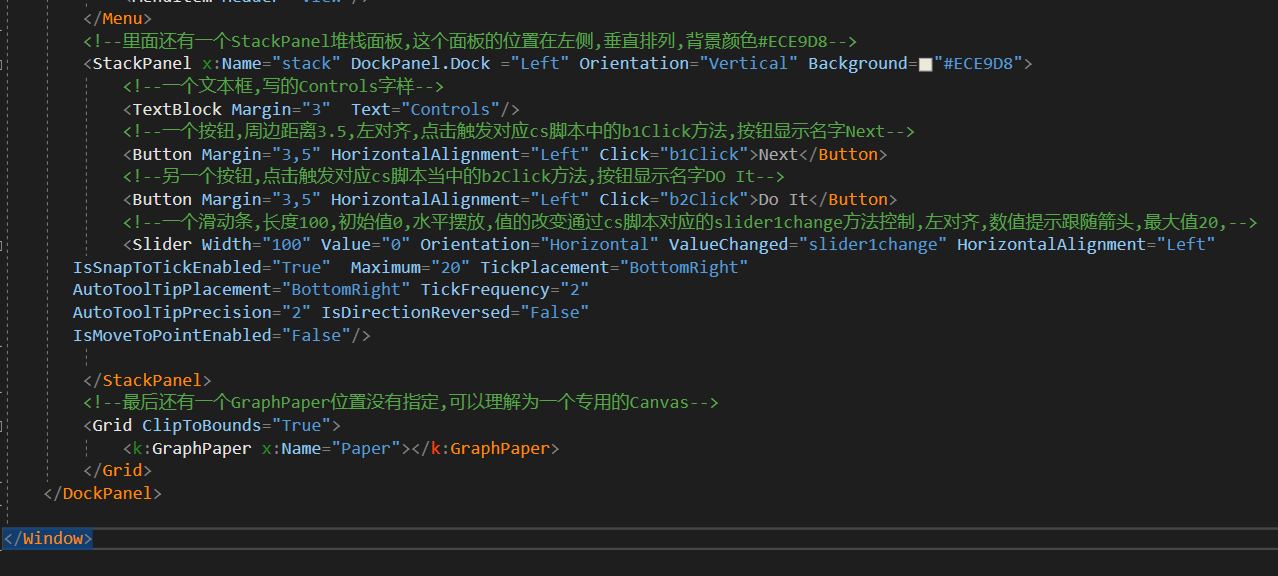 </Menu>
<!--里面还有一个StackPanel堆栈面板,这个面板的位置在左侧,垂直排列,背景颜色#ECE9D8-->
<StackPanel x:Name="stack" DockPanel.Dock ="Left" Orientation="Vertical" Background="#ECE9D8">
<!--一个文本框,写的Controls字样-->
<TextBlock Margin="3"  Text="Controls"/>
<!--一个按钮,周边距离3.5,左对齐,点击触发对应cs脚本中的b1Click方法,按钮显示名字Next-->
<Button Margin="3,5" HorizontalAlignment="Left" Click="b1Click">Next</Button>
<!--另一个按钮,点击触发对应cs脚本当中的b2Click方法,按钮显示名字DO It-->
<Button Margin="3,5" HorizontalAlignment="Left" Click="b2Click">Do It</Button>
<!--一个滑动条,长度100,初始值0,水平摆放,值的改变通过cs脚本对应的slider1change方法控制,左对齐,数值提示跟随箭头,最大值20,-->
<Slider Width="100" Value="0" Orientation="Horizontal" ValueChanged="slider1change" HorizontalAlignment="Left"
IsSnapToTickEnabled="True"  Maximum="20" TickPlacement="BottomRight"
AutoToolTipPlacement="BottomRight" TickFrequency="2"
AutoToolTipPrecision="2" IsDirectionReversed="False"
IsMoveToPointEnabled="False"/>
</StackPanel>
<!--最后还有一个GraphPaper位置没有指定,可以理解为一个专用的Canvas-->
<Grid ClipToBounds="True">
<k:GraphPaper x:Name="Paper"></k:GraphPaper>
</Grid>
</DockPanel>
</Window>